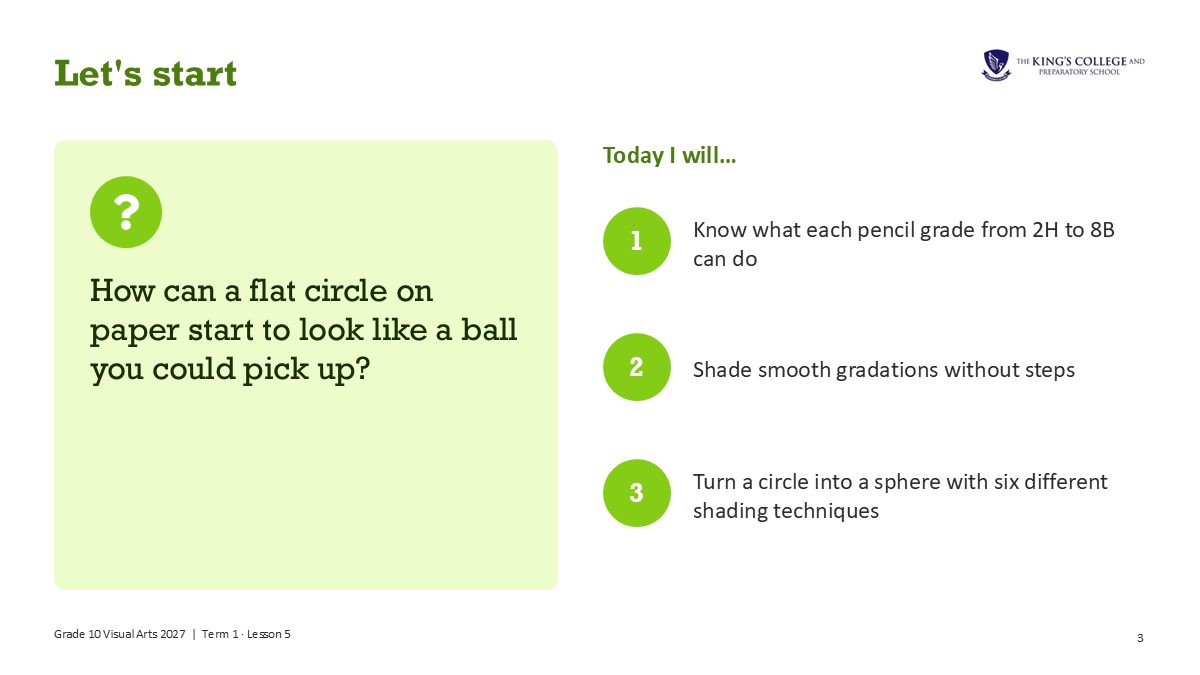 Let's start
THE KING'S COLLEGE AND
PREPARATORY SCHOOL
?
How can a flat circle on
paper start to look like a ball
you could pick up?
Today I will...
1
Know what each pencil grade from 2H to 8B
can do
2
Shade smooth gradations without steps
3
Turn a circle into a sphere with six different
shading techniques
Grade 10 Visual Arts 2027 | Term 1 · Lesson 5
3